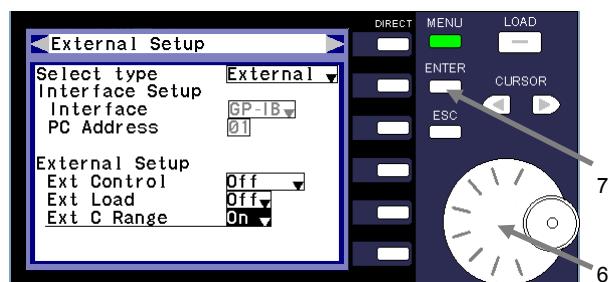 DIRECT MENU LOAD
External Setup
Select type External
Interface Setup
Interface GP-IB
PC Address 01
External Setup
Ext Control Off
Ext Load Off
Ext C Range On
ENTER
CURSOR
ESC
7
6